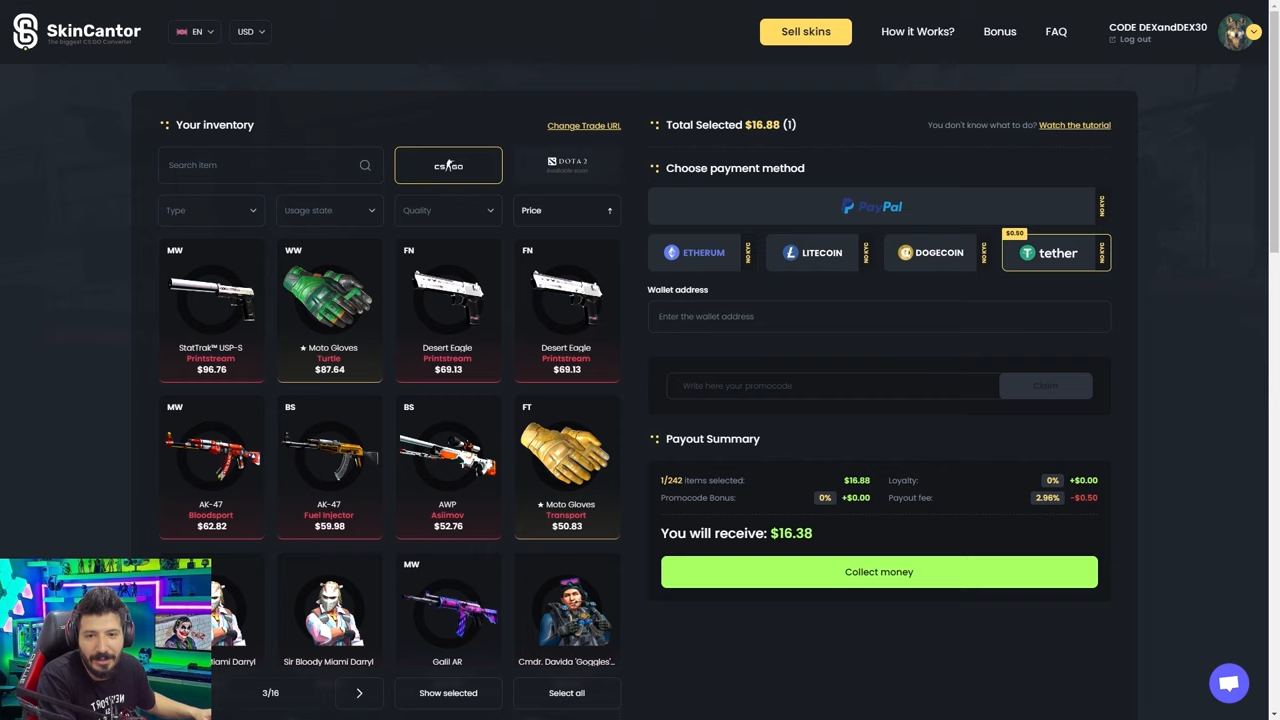 SkinCantor
The biggest CS:GO Converter
EN
USD
Sell skins
How it Works?
Bonus
FAQ
CODE DEXandDEX30
Log out
Your inventory
Change Trade URL
Search item
CS GO
DOTA 2
Available soon
Type
Usage state
Quality
Price
MW
StatTrak™ USP-S
Printstream
$96.76
WW
★ Moto Gloves
Turtle
$87.64
FN
Desert Eagle
Printstream
$69.13
FN
Desert Eagle
Printstream
$69.13
MW
AK-47
Bloodsport
$62.82
BS
AK-47
Fuel Injector
$59.98
BS
AWP
Asiimov
$52.76
FT
★ Moto Gloves
Transport
$50.83
Miami Darryl
Sir Bloody Miami Darryl
MW
Galil AR
Cmdr. Davida 'Goggles'...
3/16
Show selected
Select all
Total Selected $16.88 (1)
You don't know what to do? Watch the tutorial
Choose payment method
PayPal
NO KYC
ETHERUM
NO KYC
LITECOIN
NO KYC
DOGECOIN
NO KYC
$0.50
tether
NO KYC
Wallet address
Enter the wallet address
Write here your promocode
Claim
Payout Summary
1/242 items selected: $16.88
Loyalty: 0% +$0.00
Promocode Bonus: 0% +$0.00
Payout fee: 2.96% -$0.50
You will receive: $16.38
Collect money